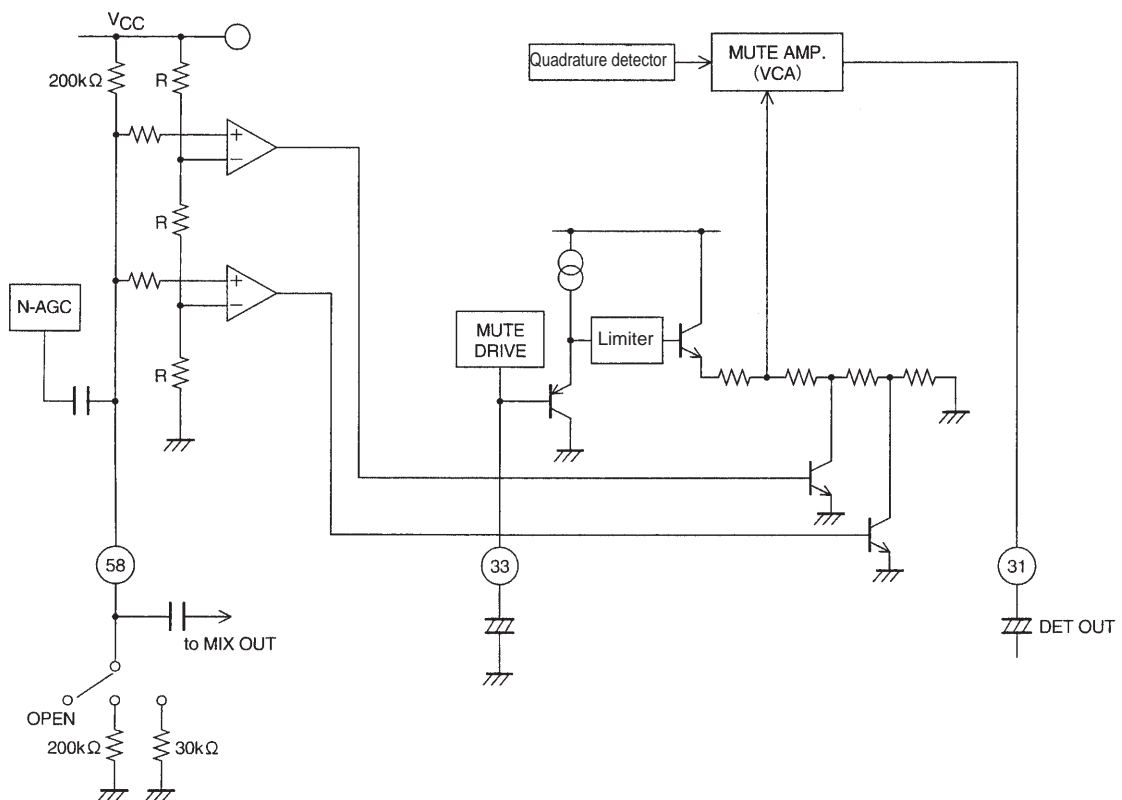 VCC
200kΩ
R
Quadrature detector
MUTE AMP.
(VCA)
+
−
R
+
−
N-AGC
MUTE
DRIVE
Limiter
R
58
33
31
to MIX OUT
DET OUT
OPEN
200kΩ
30kΩ